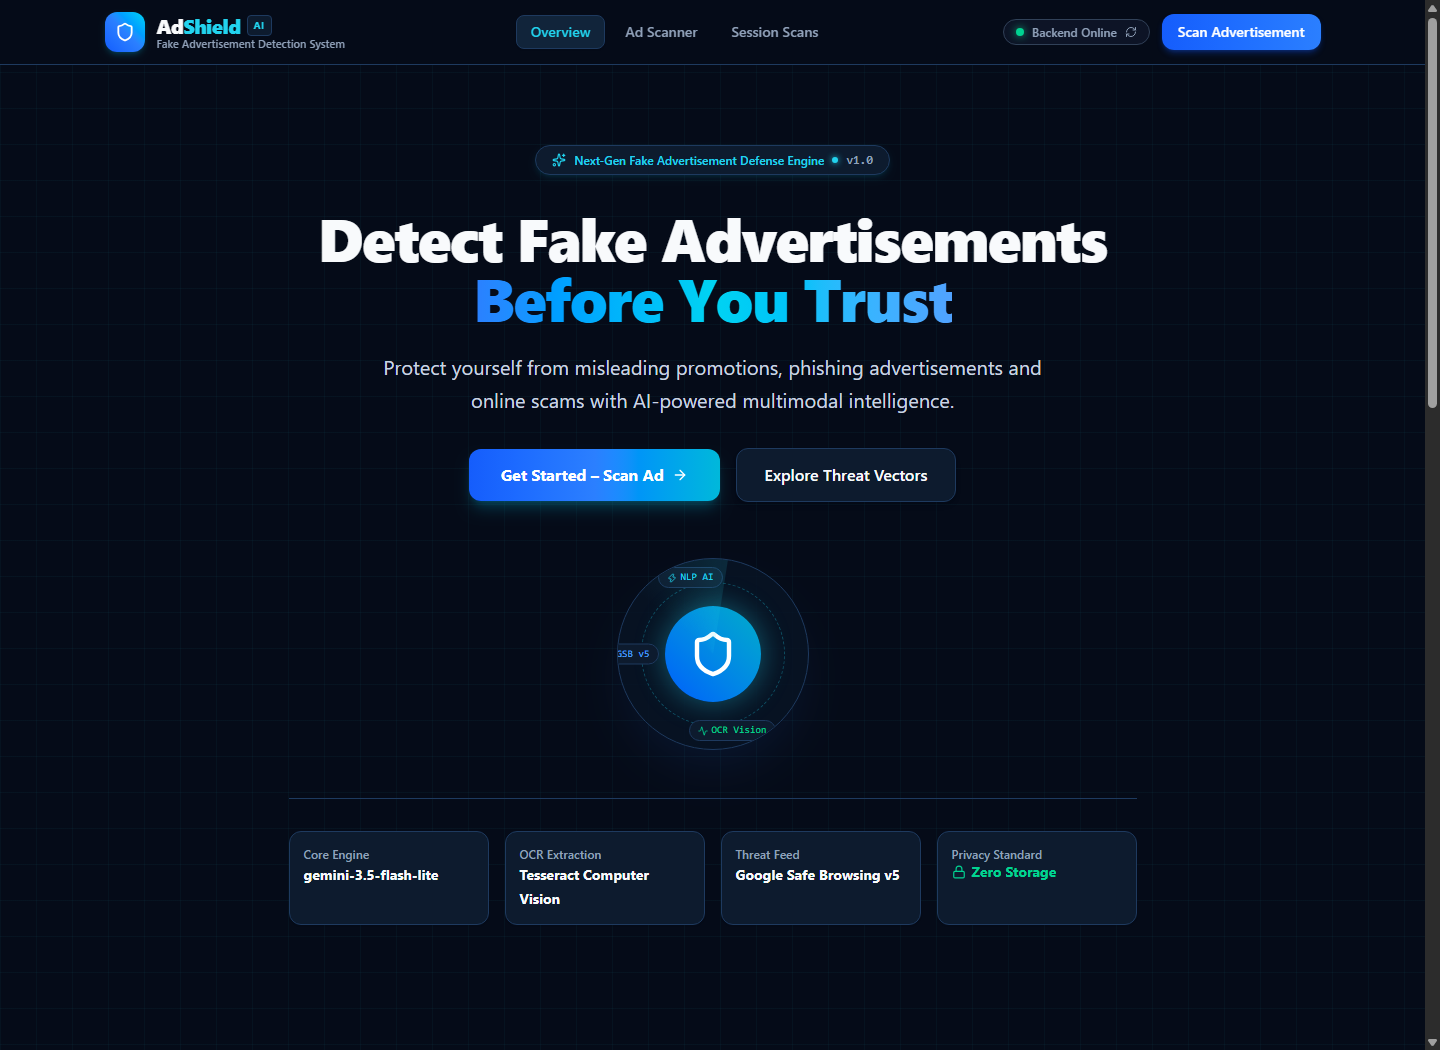 AdShield AI
Fake Advertisement Detection System
Overview
Ad Scanner
Session Scans
Backend Online
Scan Advertisement
Next-Gen Fake Advertisement Defense Engine
v1.0
Detect Fake Advertisements
Before You Trust
Protect yourself from misleading promotions, phishing advertisements and
online scams with AI-powered multimodal intelligence.
Get Started – Scan Ad →
Explore Threat Vectors
NLP AI
GSB v5
OCR Vision
Core Engine
gemini-3.5-flash-lite
OCR Extraction
Tesseract Computer
Vision
Threat Feed
Google Safe Browsing v5
Privacy Standard
Zero Storage